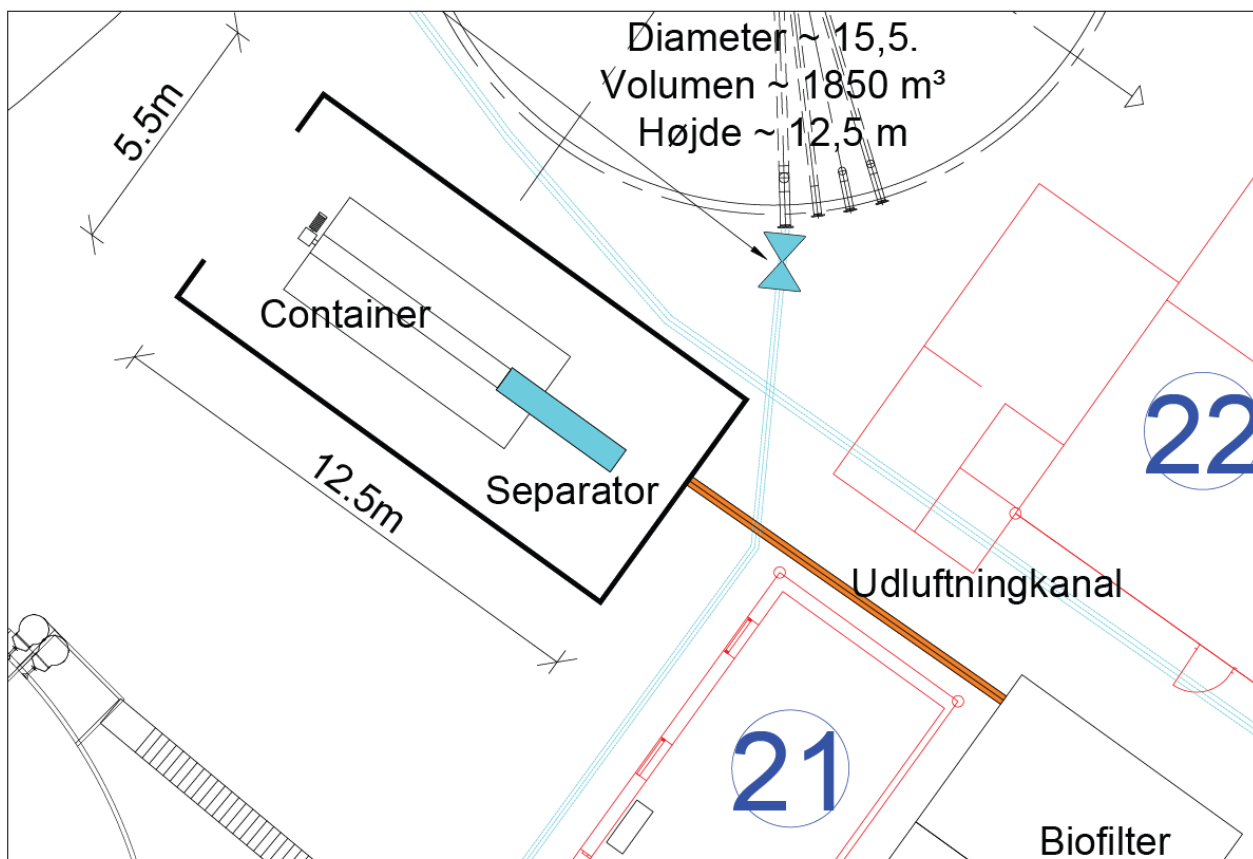 Diameter ~ 15,5.
Volumen ~ 1850 m³
Højde ~ 12,5 m
5.5m
Container
22
12.5m
Separator
Udluftningkanal
21
Biofilter